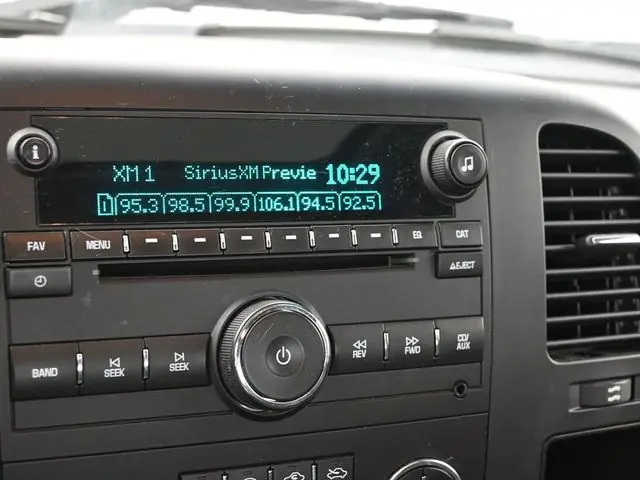 i
XM 1 SiriusXM Previe 10:29
1 95.3 98.5 99.9 106.1 94.5 92.5
FAV MENU EQ CAT
EJECT
BAND SEEK SEEK REV FWD CD/AUX